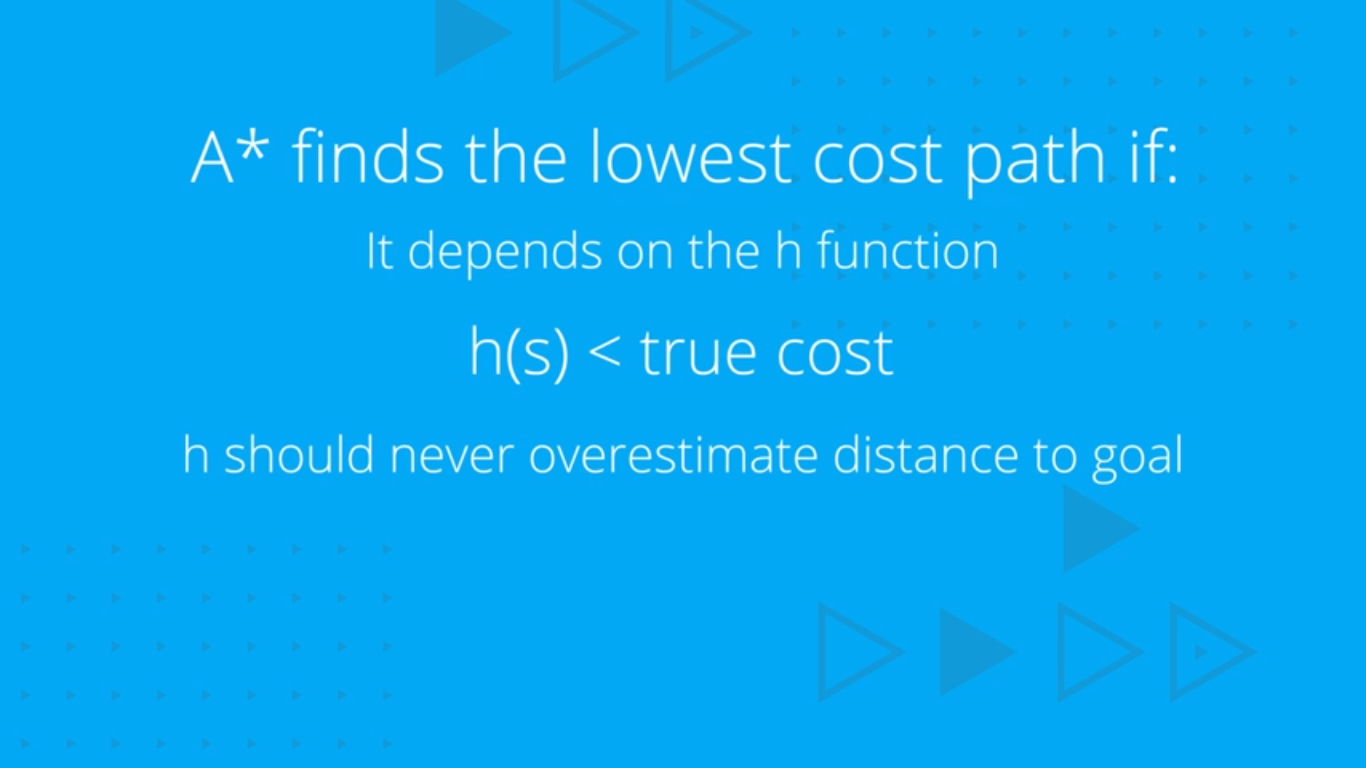 A* finds the lowest cost path if:
It depends on the h function
h(s) < true cost
h should never overestimate distance to goal